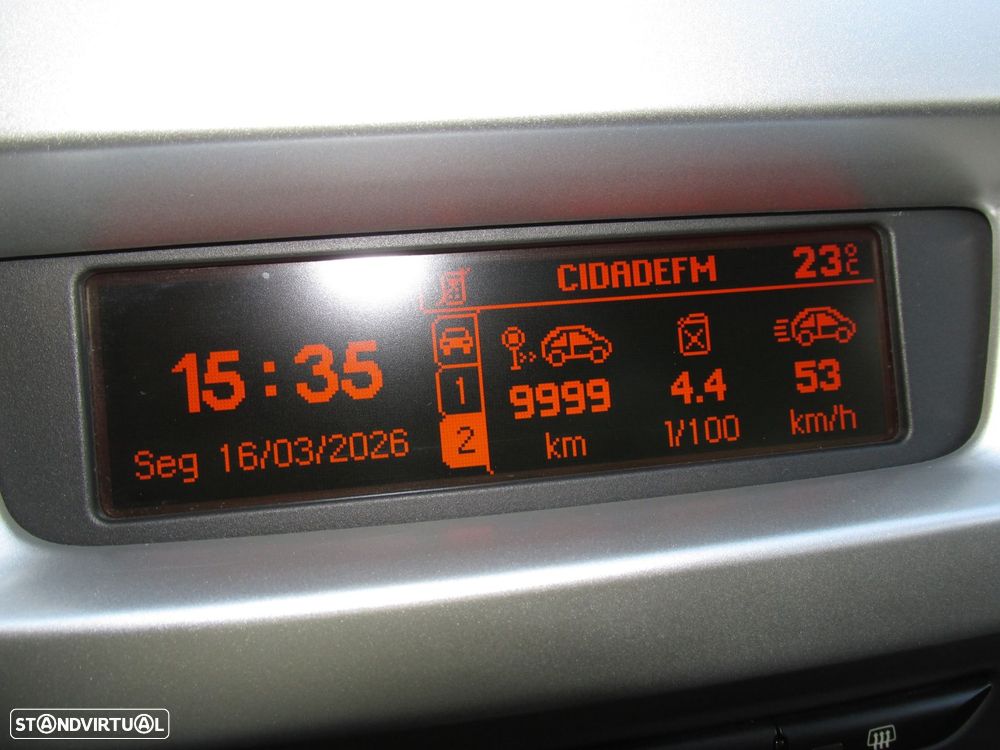 CIDADEFM 23°C
15:35
Seg 16/03/2026
1
2
9999
km
4.4
l/100
53
km/h
STANDVIRTUAL